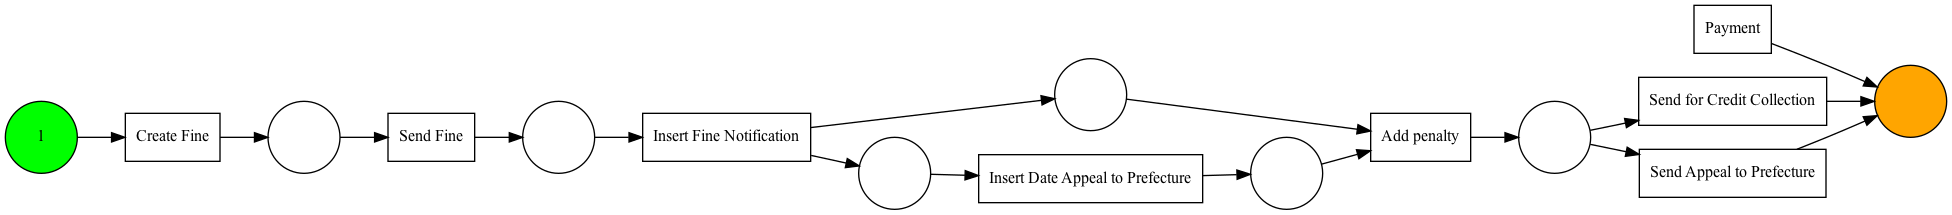 1
Create Fine
Send Fine
Insert Fine Notification
Insert Date Appeal to Prefecture
Add penalty
Payment
Send for Credit Collection
Send Appeal to Prefecture